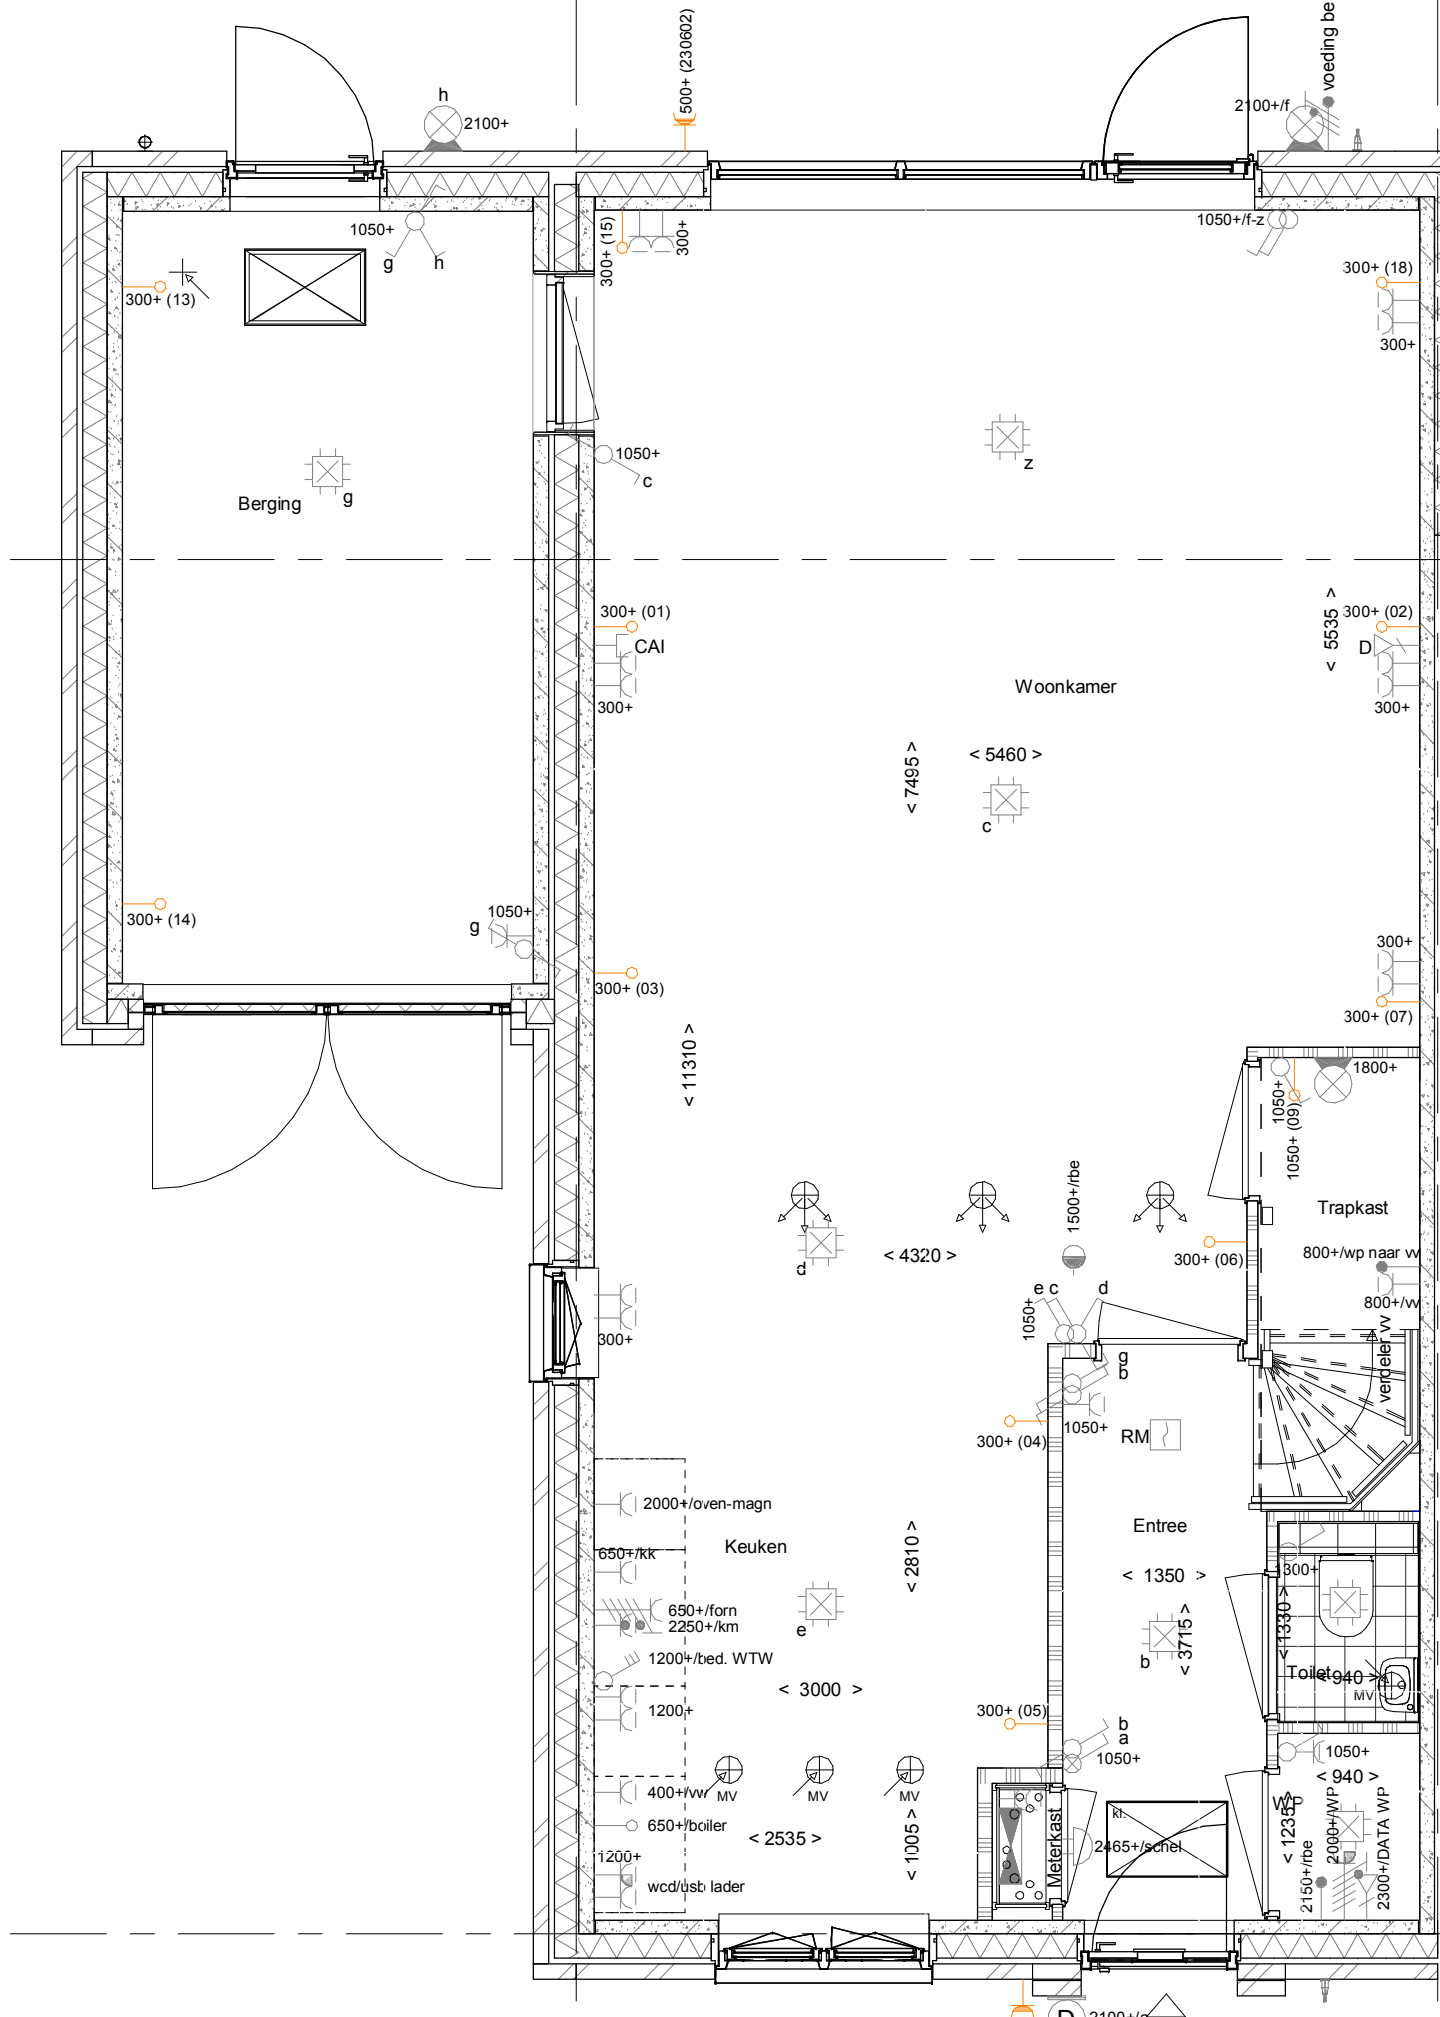 voeding be
500+ (230602)
h
2100+
2100+/f
1050+
g
h
300+ (15)
300+
1050+/f-z
300+ (13)
300+ (18)
300+
z
1050+
c
Berging
g
300+ (01)
CAI
300+
< 5535 >
300+ (02)
D
300+
Woonkamer
< 7495 >
< 5460 >
c
300+ (14)
1050+
g
300+ (03)
300+
300+ (07)
< 11310 >
1800+
1050+
1050+ (09)
Trapkast
1500+/rbe
d
< 4320 >
300+ (06)
800+/wp naar vv
800+/vv
verdeler vv
300+
1050+
e c
d
g
b
1050+
300+ (04)
RM
2000+/oven-magn
Keuken
< 2810 >
Entree
650+/kk
< 1350 >
1300+
650+/forn
2250+/km
e
b
< 3715 >
< 1330 >
1200+/bed. WTW
Toilet
< 940 >
MV
< 3000 >
1200+
300+ (05)
b
a
1050+
1050+
< 940 >
MV
MV
MV
400+/vw
650+/boiler
< 2535 >
< 1005 >
Meterkast
kl.
2465+/schel
WP
< 1235 >
2150+/rbe
2000+/WP
2300+/DATA WP
1200+
wcd/usb lader
D